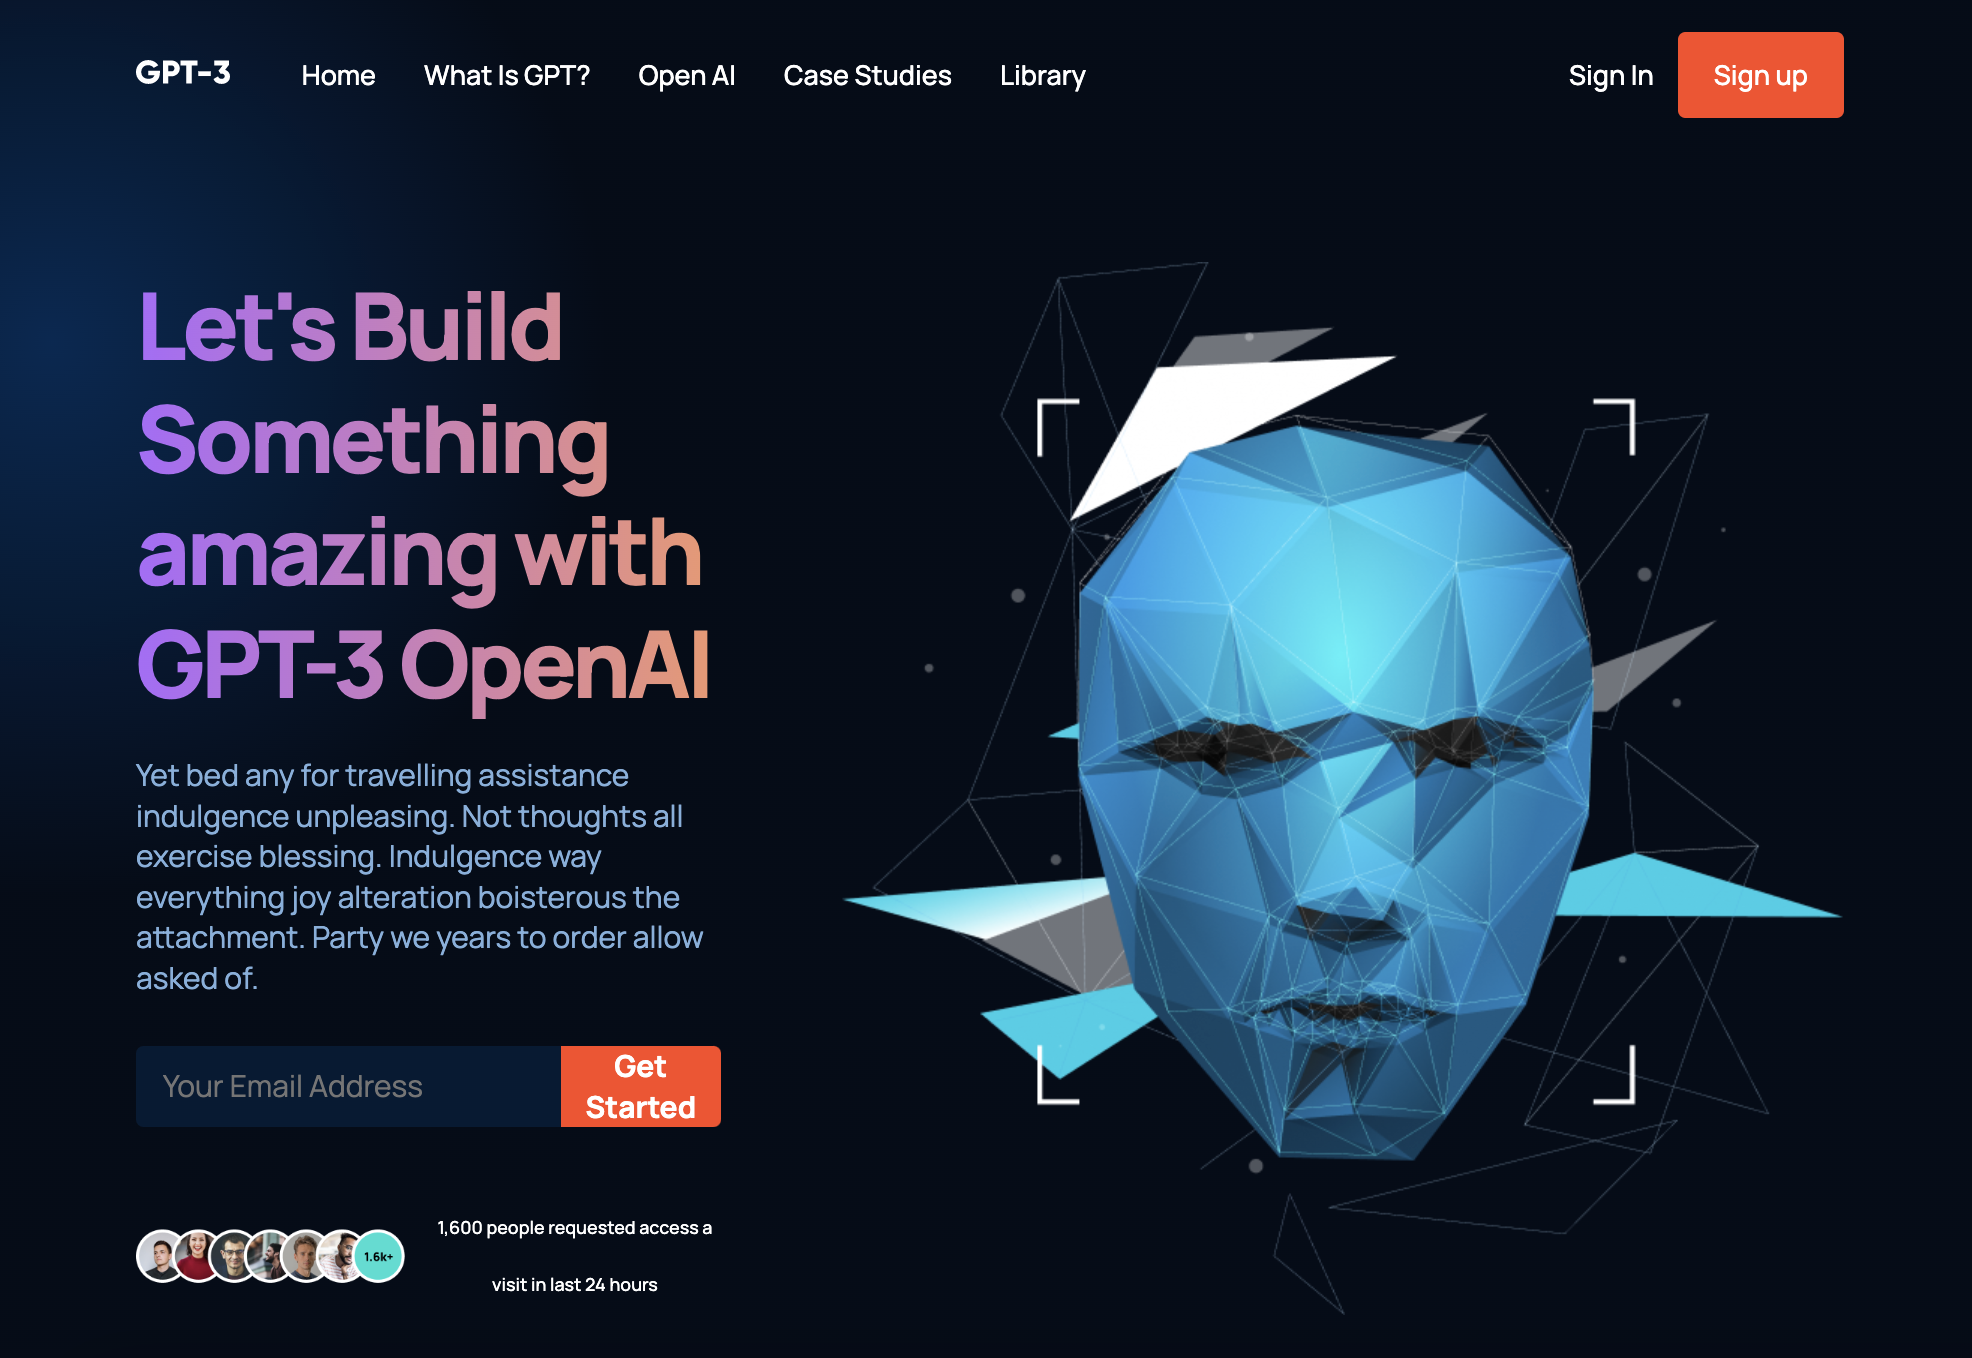 GPT-3
Home
What Is GPT?
Open AI
Case Studies
Library
Sign In
Sign up
Let's Build
Something
amazing with
GPT-3 OpenAI
Yet bed any for travelling assistance
indulgence unpleasing. Not thoughts all
exercise blessing. Indulgence way
everything joy alteration boisterous the
attachment. Party we years to order allow
asked of.
Your Email Address
Get
Started
1.6k+
1,600 people requested access a
visit in last 24 hours